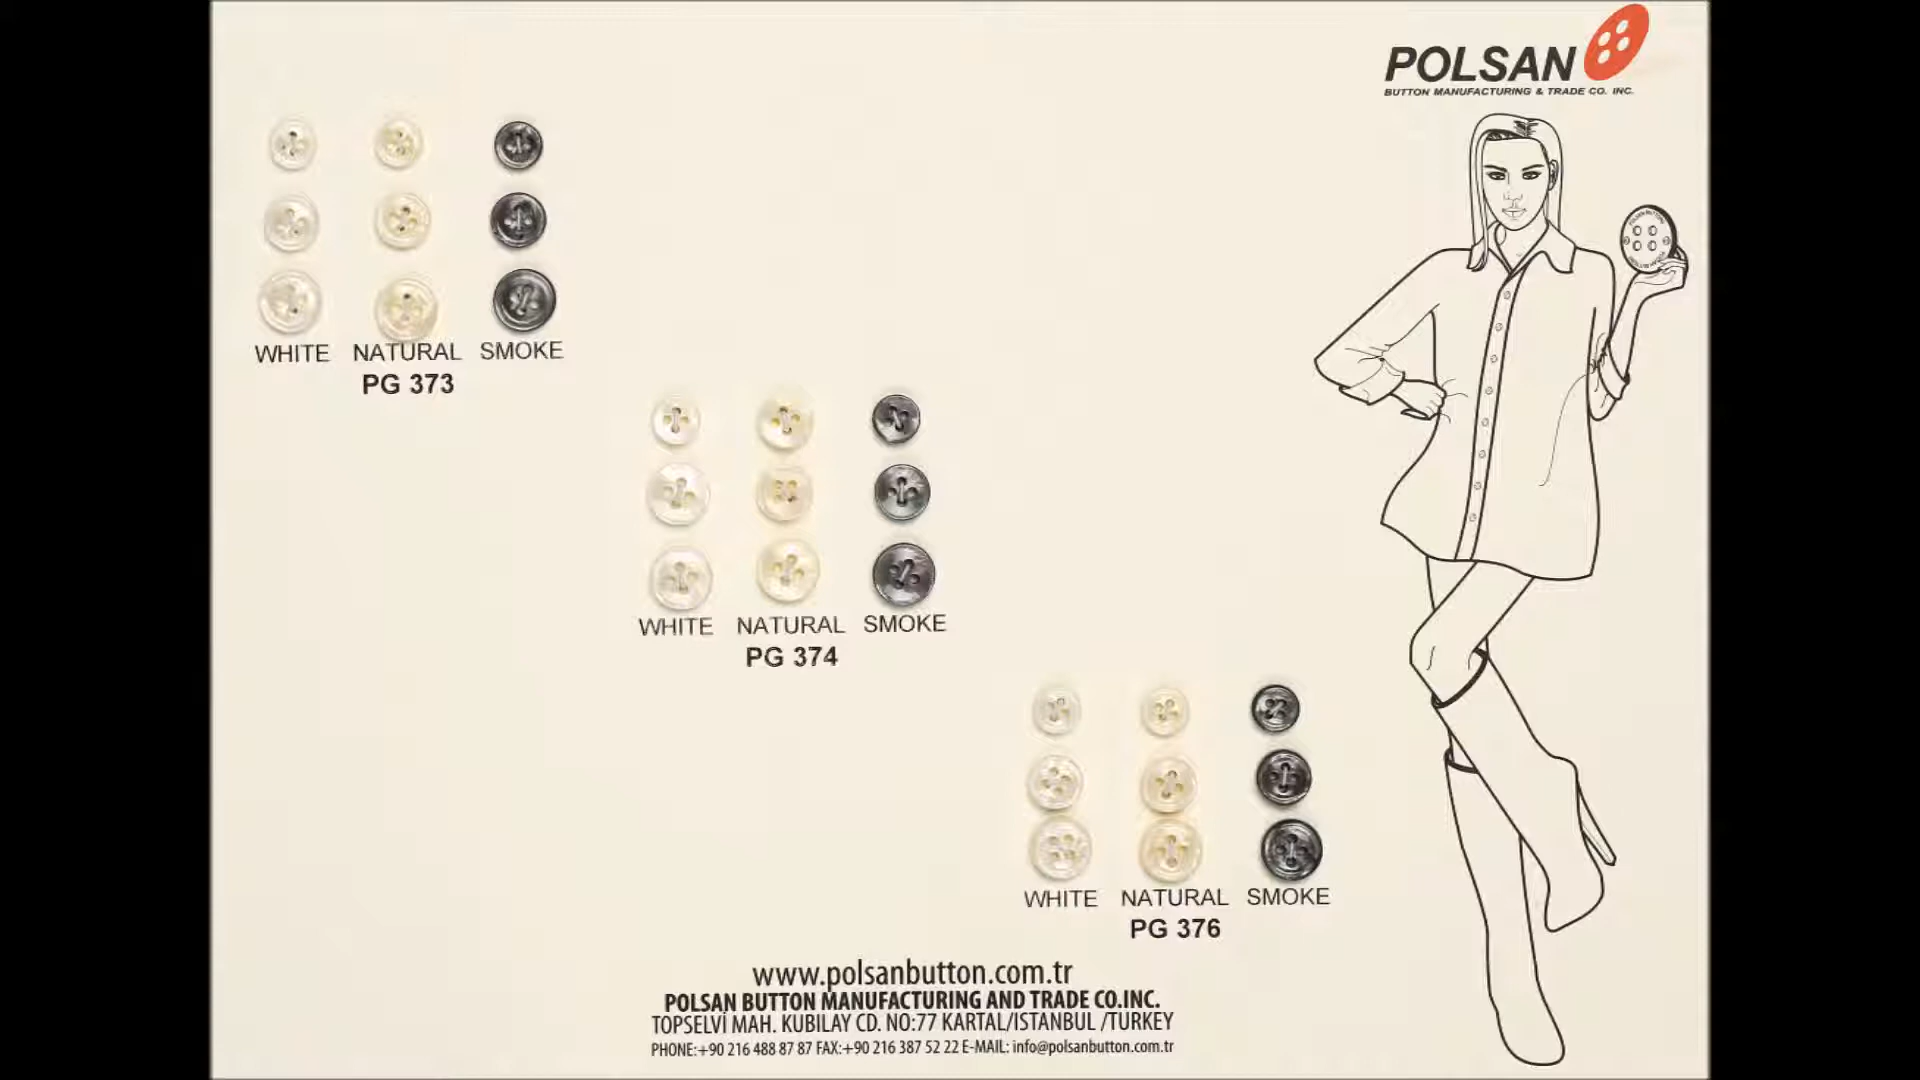 POLSAN
BUTTON MANUFACTURING & TRADE CO. INC.
WHITE NATURAL SMOKE
PG 373
WHITE NATURAL SMOKE
PG 374
WHITE NATURAL SMOKE
PG 376
www.polsanbutton.com.tr
POLSAN BUTTON MANUFACTURING AND TRADE CO.INC.
TOPSELVİ MAH. KUBILAY CD. NO:77 KARTAL/ISTANBUL /TURKEY
PHONE:+90 216 488 87 87 FAX:+90 216 387 52 22 E-MAIL: info@polsanbutton.com.tr